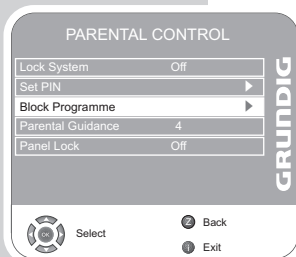 PARENTAL CONTROL
Lock System Off
Set PIN
Block Programme
Parental Guidance 4
Panel Lock Off
GRUNDIG
OK Select
Z Back
i Exit